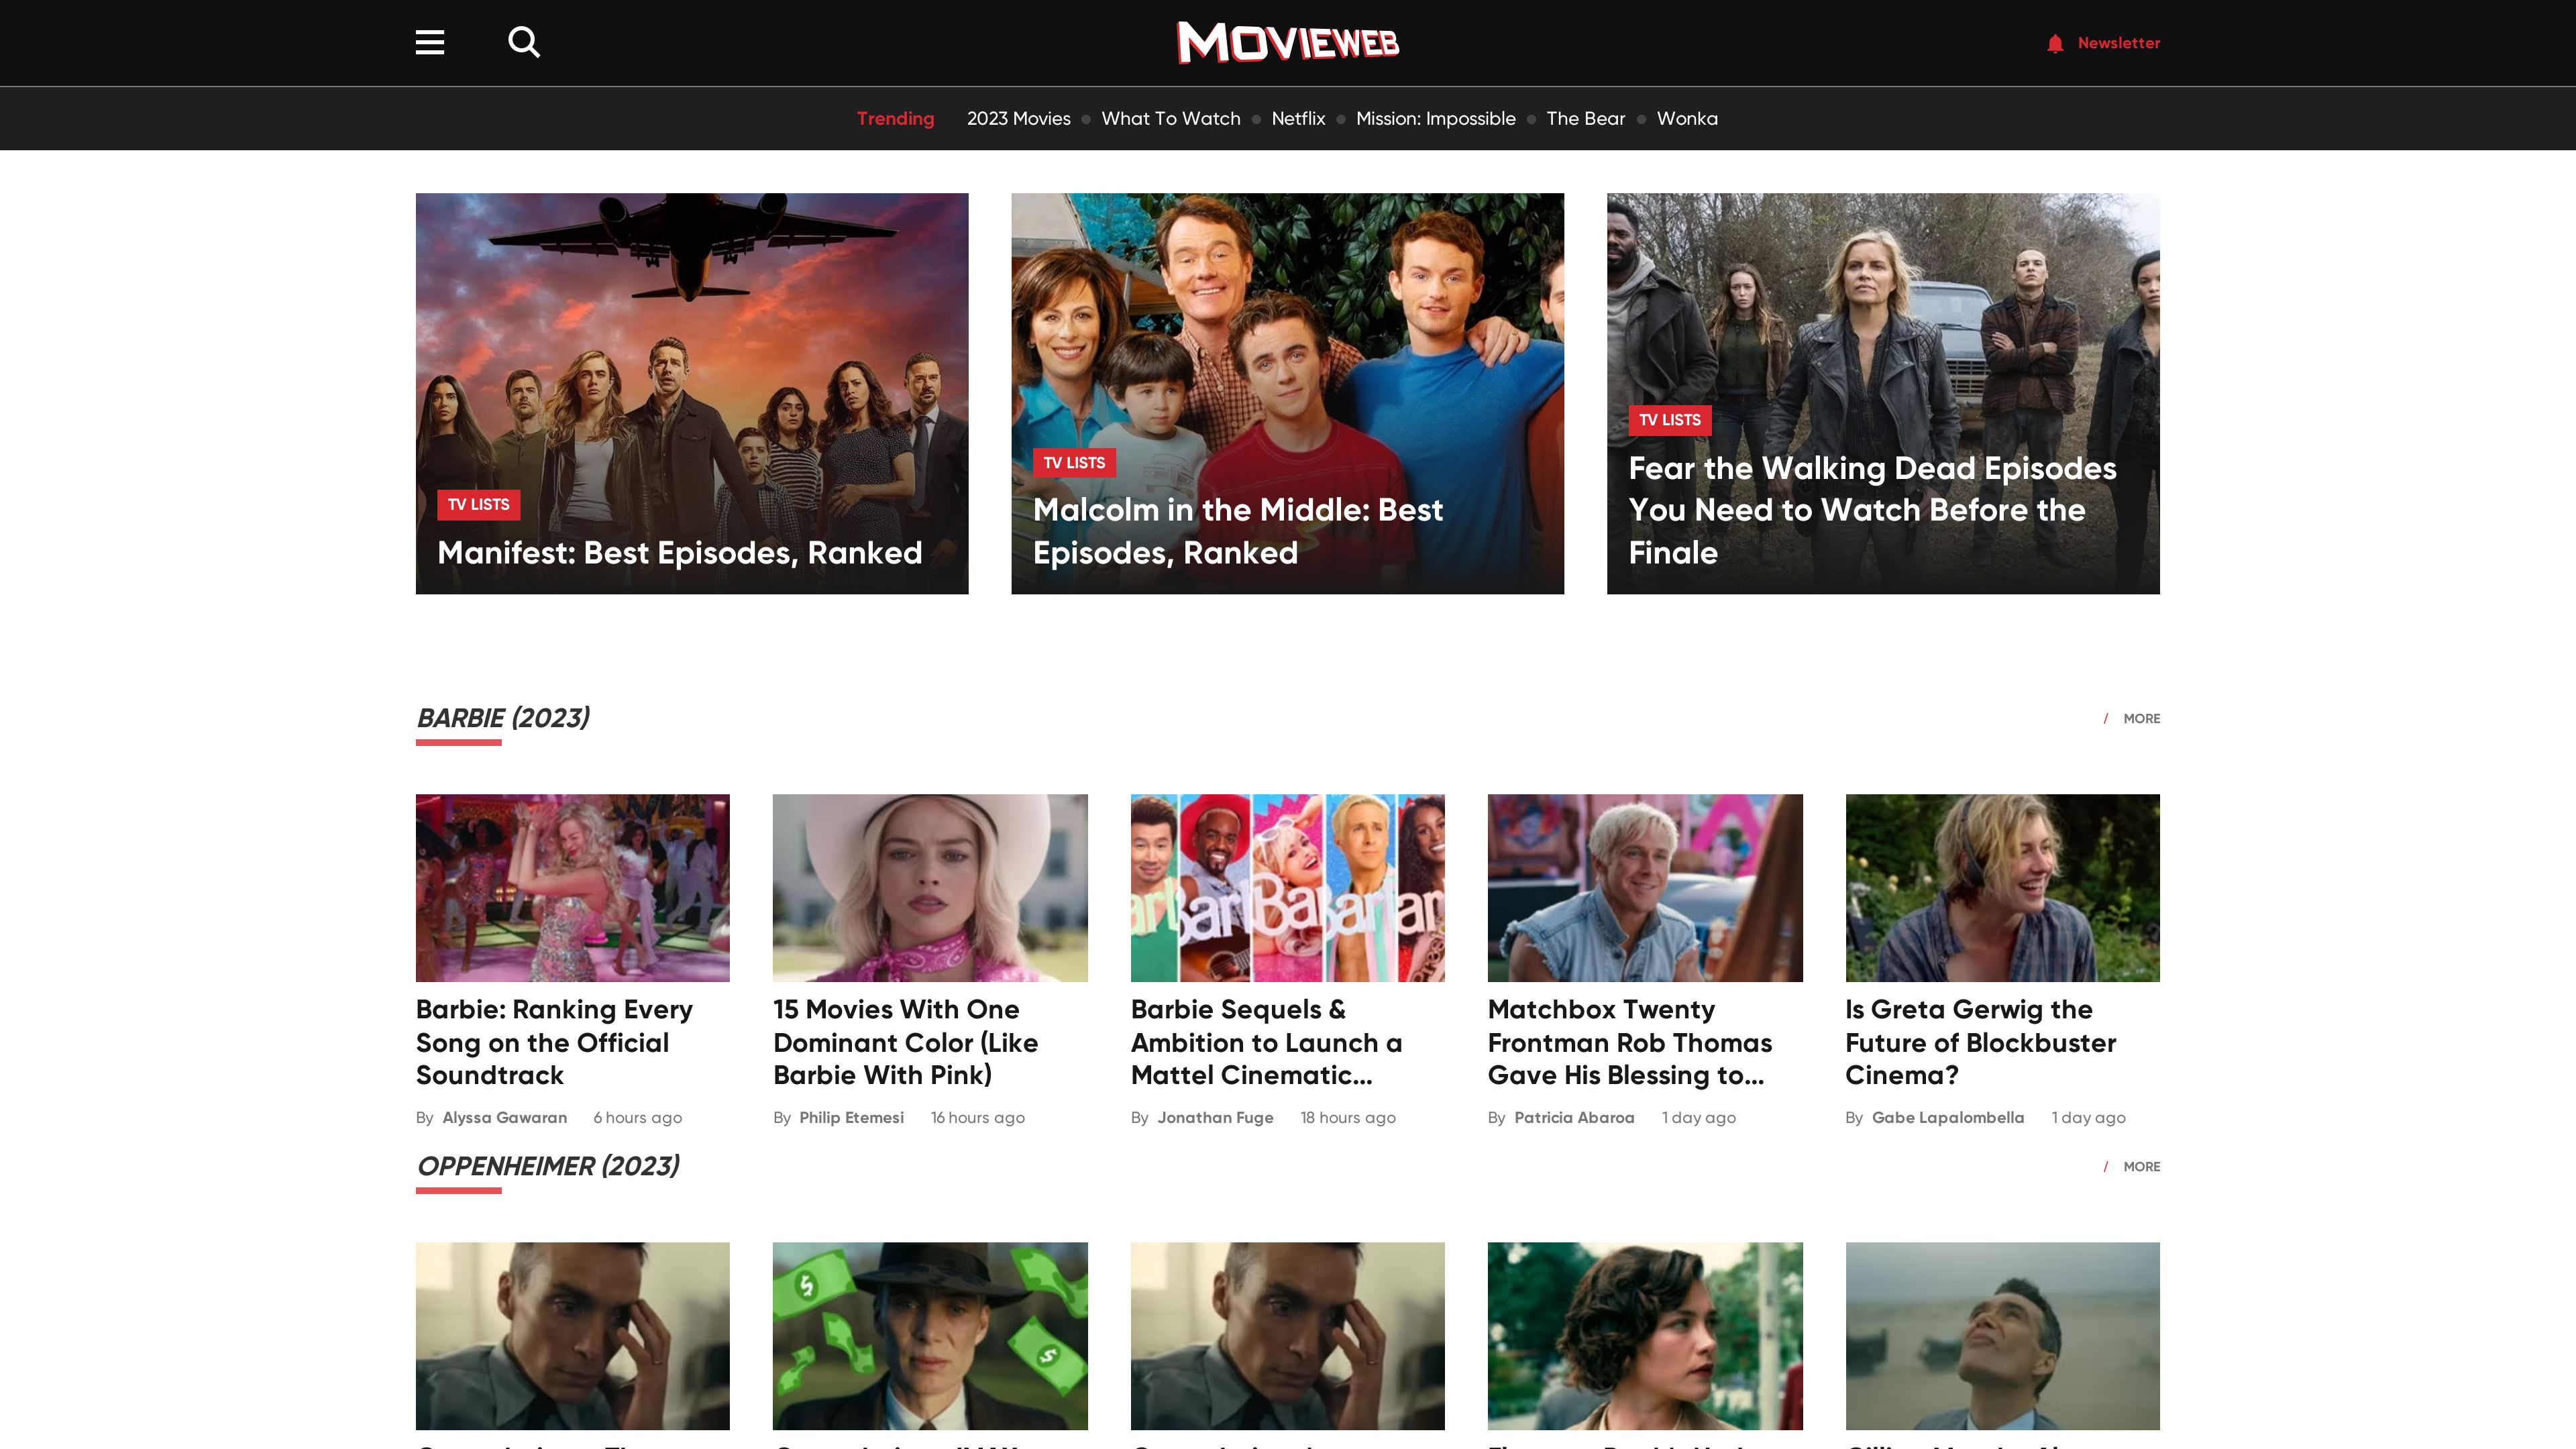 MOVIEWEB
Newsletter
Trending 2023 Movies What To Watch Netflix Mission: Impossible The Bear Wonka
TV LISTS
Manifest: Best Episodes, Ranked
TV LISTS
Malcolm in the Middle: Best
Episodes, Ranked
TV LISTS
Fear the Walking Dead Episodes
You Need to Watch Before the
Finale
BARBIE (2023)
/ MORE
Barbie: Ranking Every
Song on the Official
Soundtrack
By Alyssa Gawaran 6 hours ago
15 Movies With One
Dominant Color (Like
Barbie With Pink)
By Philip Etemesi 16 hours ago
Barbie Sequels &
Ambition to Launch a
Mattel Cinematic...
By Jonathan Fuge 18 hours ago
Matchbox Twenty
Frontman Rob Thomas
Gave His Blessing to...
By Patricia Abaroa 1 day ago
Is Greta Gerwig the
Future of Blockbuster
Cinema?
By Gabe Lapalombella 1 day ago
OPPENHEIMER (2023)
/ MORE